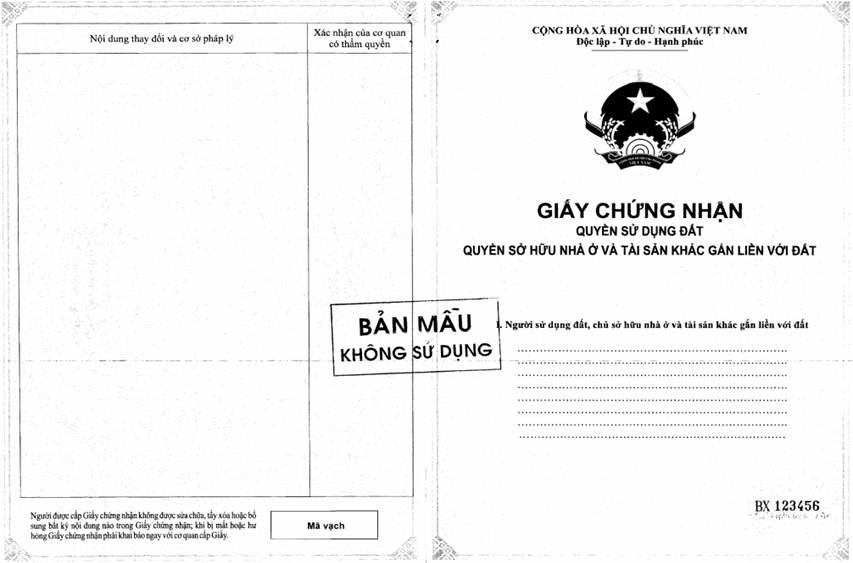 Nội dung thay đổi và cơ sở pháp lý
Xác nhận của cơ quan
có thẩm quyền
Người được cấp Giấy chứng nhận không được sửa chữa, tẩy xóa hoặc bổ
sung bất kỳ nội dung nào trong Giấy chứng nhận; khi bị mất hoặc hư
hỏng Giấy chứng nhận phải khai báo ngay với cơ quan cấp Giấy.
Mã vạch
BẢN MẪU
KHÔNG SỬ DỤNG
CỘNG HÒA XÃ HỘI CHỦ NGHĨA VIỆT NAM
Độc lập - Tự do - Hạnh phúc
VIỆT NAM
GIẤY CHỨNG NHẬN
QUYỀN SỬ DỤNG ĐẤT
QUYỀN SỞ HỮU NHÀ Ở VÀ TÀI SẢN KHÁC GẮN LIỀN VỚI ĐẤT
I. Người sử dụng đất, chủ sở hữu nhà ở và tài sản khác gắn liền với đất
BX 123456